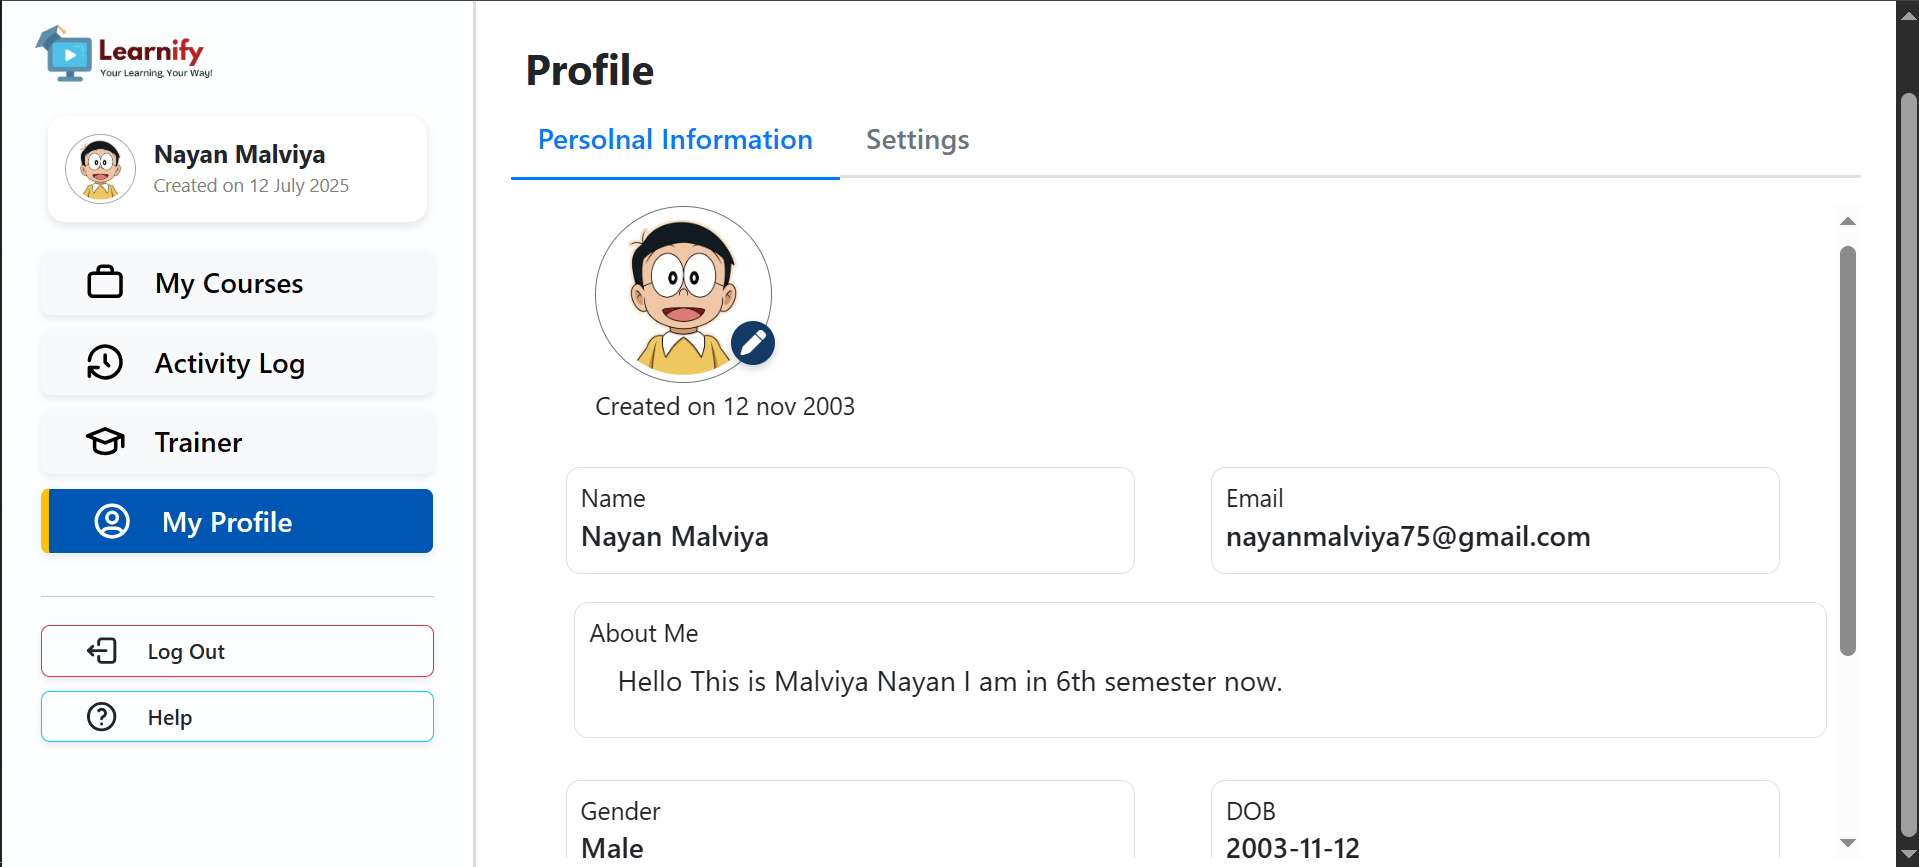 Learnify
Your Learning, Your Way!
Nayan Malviya
Created on 12 July 2025
My Courses
Activity Log
Trainer
My Profile
Log Out
Help
Profile
Persolnal Information
Settings
Created on 12 nov 2003
Name
Nayan Malviya
Email
nayanmalviya75@gmail.com
About Me
Hello This is Malviya Nayan I am in 6th semester now.
Gender
Male
DOB
2003-11-12